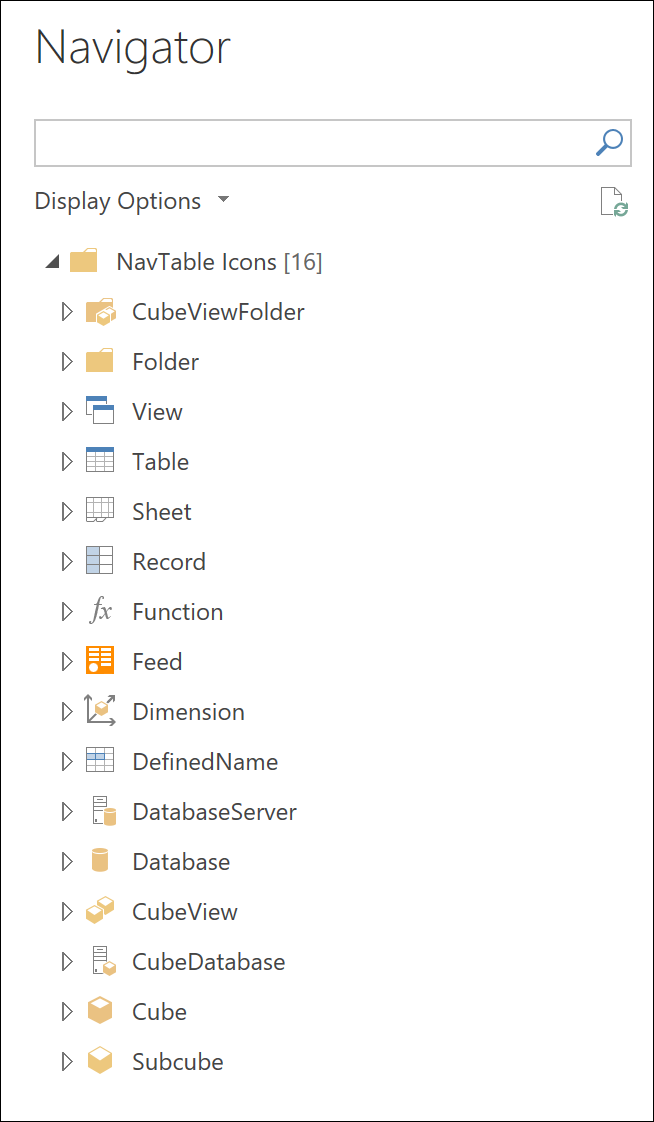 Navigator
Display Options
NavTable Icons [16]
CubeViewFolder
Folder
View
Table
Sheet
Record
fx Function
Feed
Dimension
DefinedName
DatabaseServer
Database
CubeView
CubeDatabase
Cube
Subcube